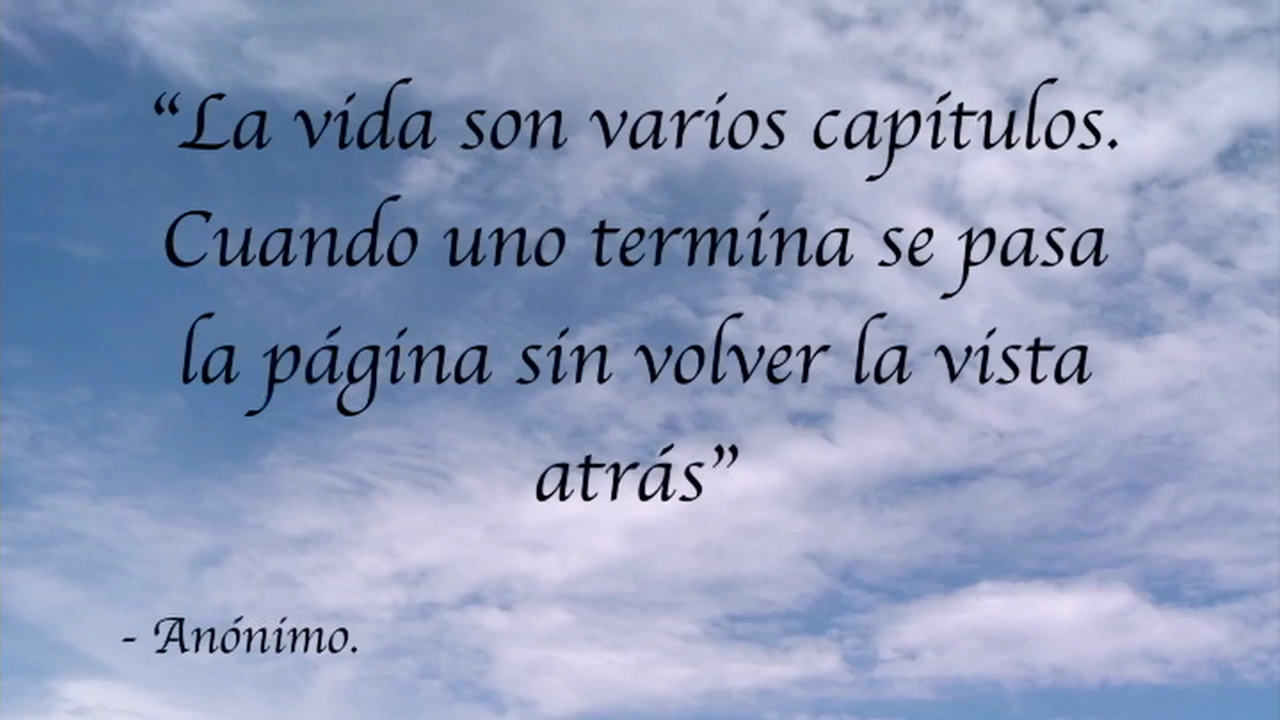 “La vida son varios capítulos.
Cuando uno termina se pasa
la página sin volver la vista
atrás”
- Anónimo.